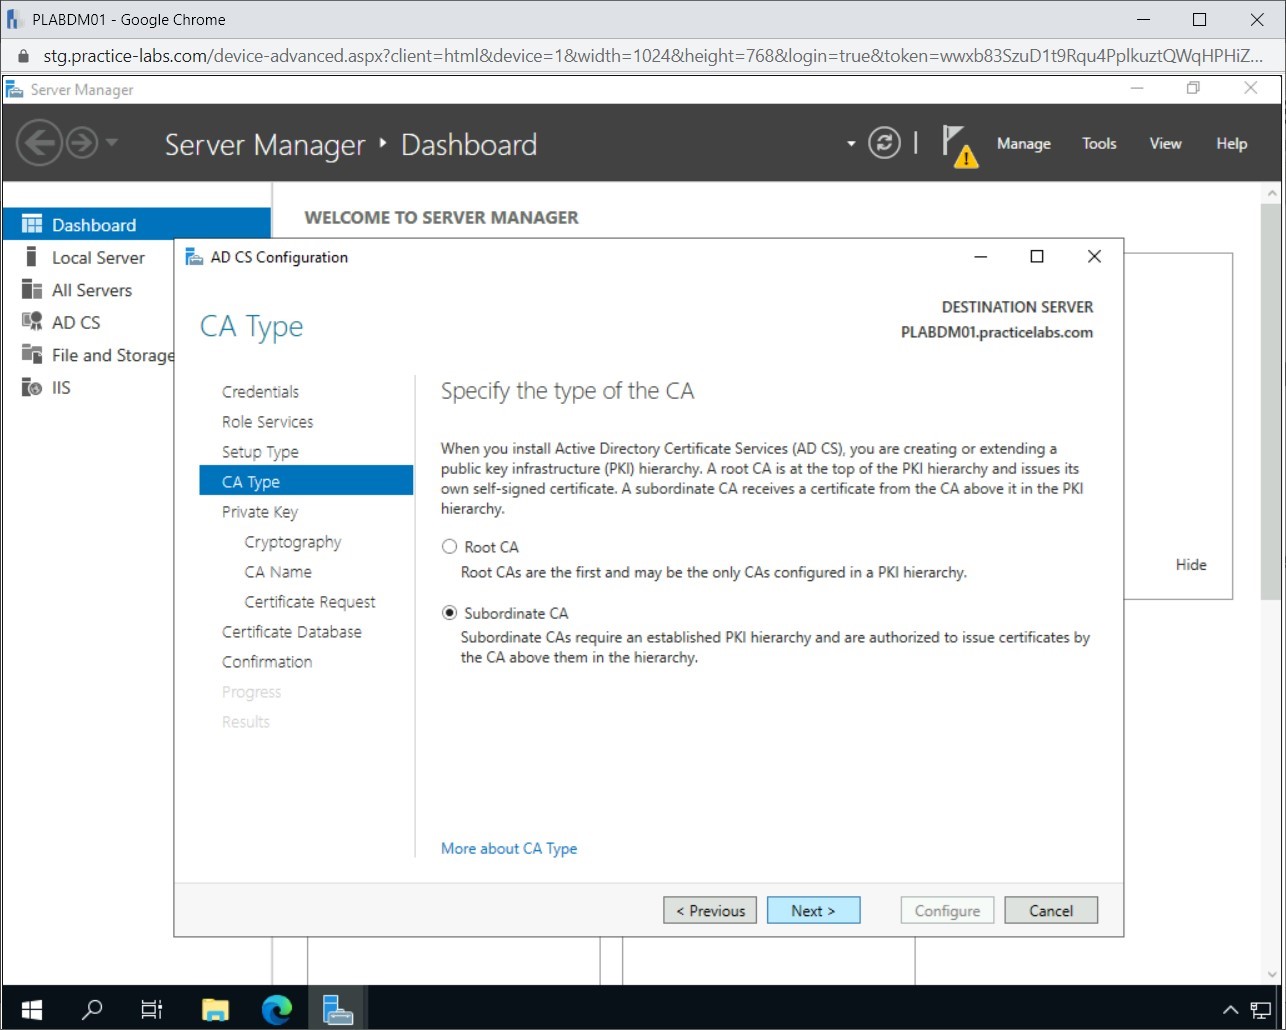 PLABDM01 - Google Chrome
stg.practice-labs.com/device-advanced.aspx?client=html&device=1&width=1024&height=768&login=true&token=wwxb83SzuD1t9Rqu4PplkuztQWqHPHiZ...
Server Manager
Server Manager ‣ Dashboard
Manage Tools View Help
Dashboard
Local Server
All Servers
AD CS
File and Storage
IIS
WELCOME TO SERVER MANAGER
Hide
AD CS Configuration
CA Type
DESTINATION SERVER
PLABDM01.practicelabs.com
Credentials
Role Services
Setup Type
CA Type
Private Key
Cryptography
CA Name
Certificate Request
Certificate Database
Confirmation
Progress
Results
Specify the type of the CA
When you install Active Directory Certificate Services (AD CS), you are creating or extending a
public key infrastructure (PKI) hierarchy. A root CA is at the top of the PKI hierarchy and issues its
own self-signed certificate. A subordinate CA receives a certificate from the CA above it in the PKI
hierarchy.
Root CA
Root CAs are the first and may be the only CAs configured in a PKI hierarchy.
Subordinate CA
Subordinate CAs require an established PKI hierarchy and are authorized to issue certificates by
the CA above them in the hierarchy.
More about CA Type
< Previous Next > Configure Cancel